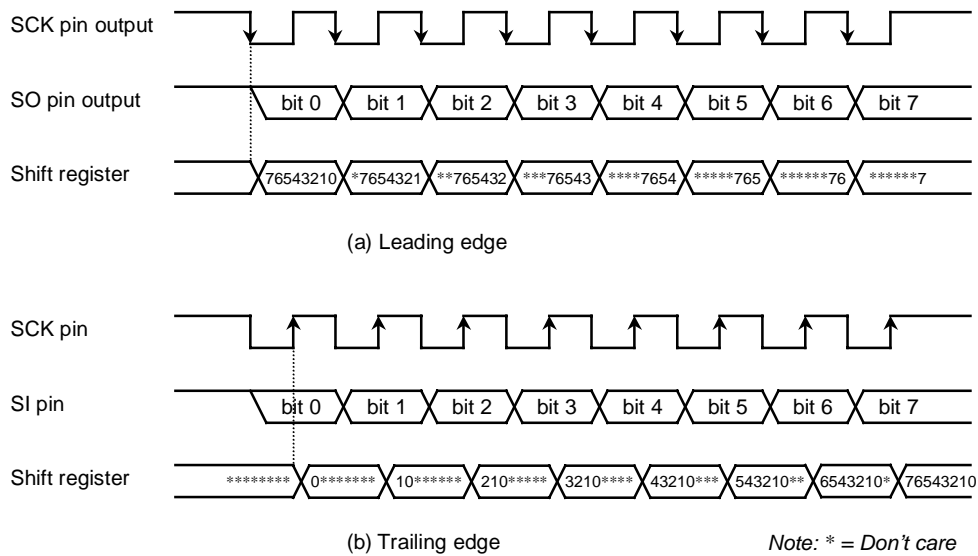 SCK pin output
SO pin output
bit 0 bit 1 bit 2 bit 3 bit 4 bit 5 bit 6 bit 7
Shift register
76543210 *7654321 **765432 ***76543 ****7654 *****765 ******76 ******7
(a) Leading edge
SCK pin
SI pin
bit 0 bit 1 bit 2 bit 3 bit 4 bit 5 bit 6 bit 7
Shift register
******** 0******* 10****** 210***** 3210**** 43210*** 543210** 6543210* 76543210
(b) Trailing edge
Note: * = Don't care